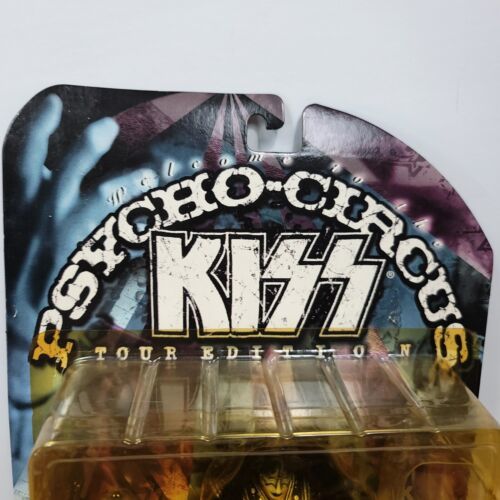 Welcome to the
PSYCHO-CIRCUS
KISS®
TOUR EDITION